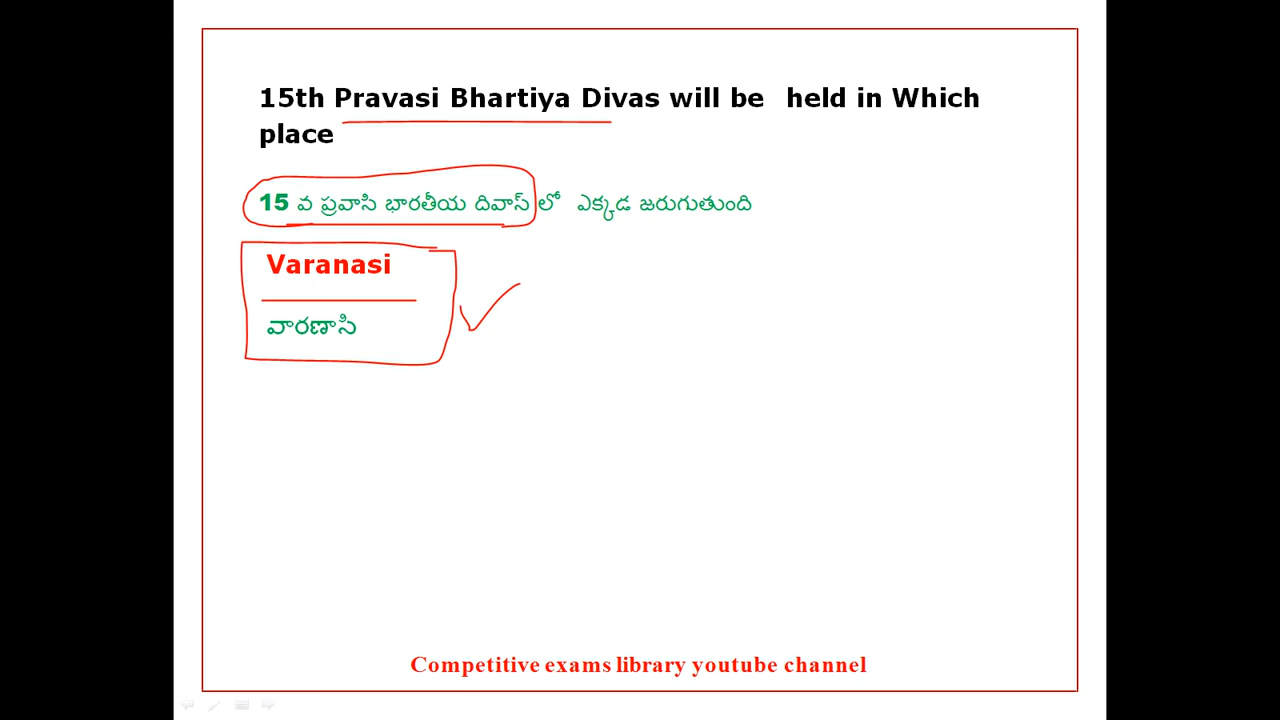 15th Pravasi Bhartiya Divas will be held in Which
place
15 వ ప్రవాసి భారతీయ దివాస్ లో ఎక్కడ జరుగుతుంది
Varanasi
వారణాసి
Competitive exams library youtube channel